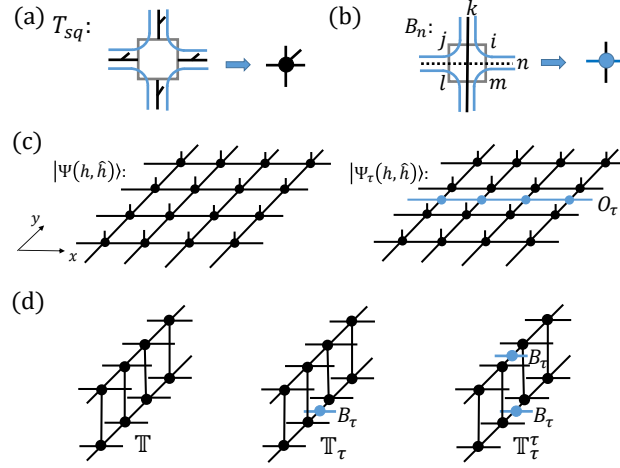 (a) T_sq:
(b) B_n:
k
j i
n
l m
(c) |Ψ(h, ĥ)⟩: |Ψ_τ(h, ĥ)⟩:
O_τ
y
x
(d)
B_τ
B_τ B_τ
𝕋 𝕋_τ 𝕋_τ^τ